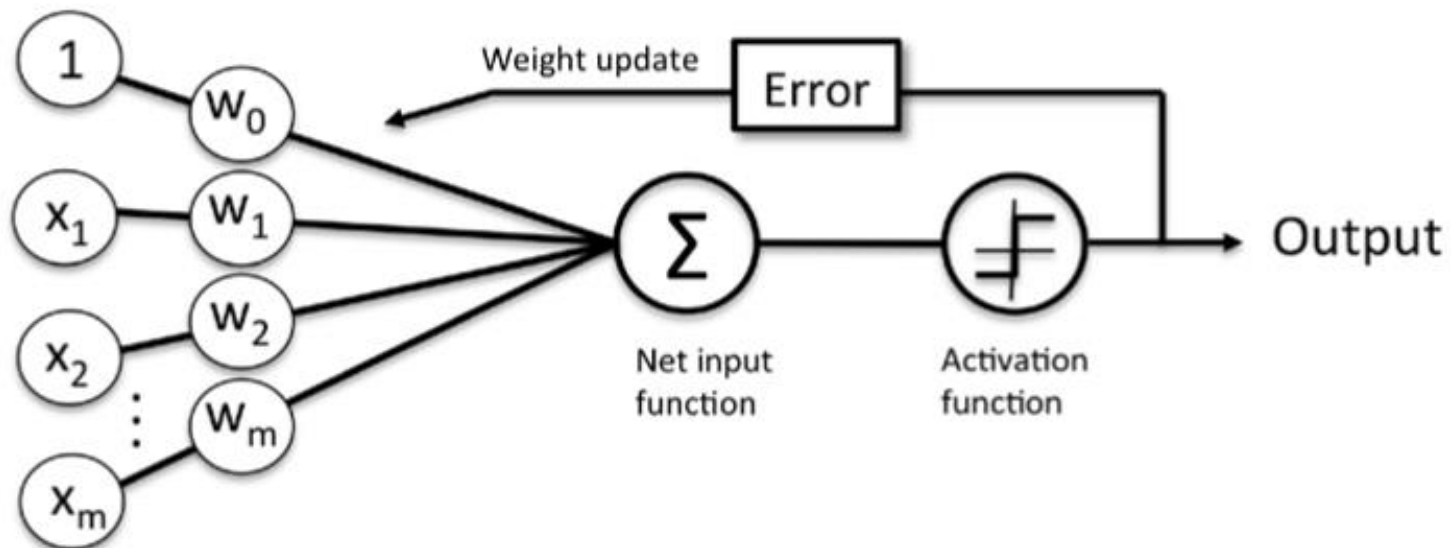 1
w₀
Weight update
Error
x₁
w₁
Σ
Output
x₂
w₂
⋮
xₘ
wₘ
Net input
function
Activation
function